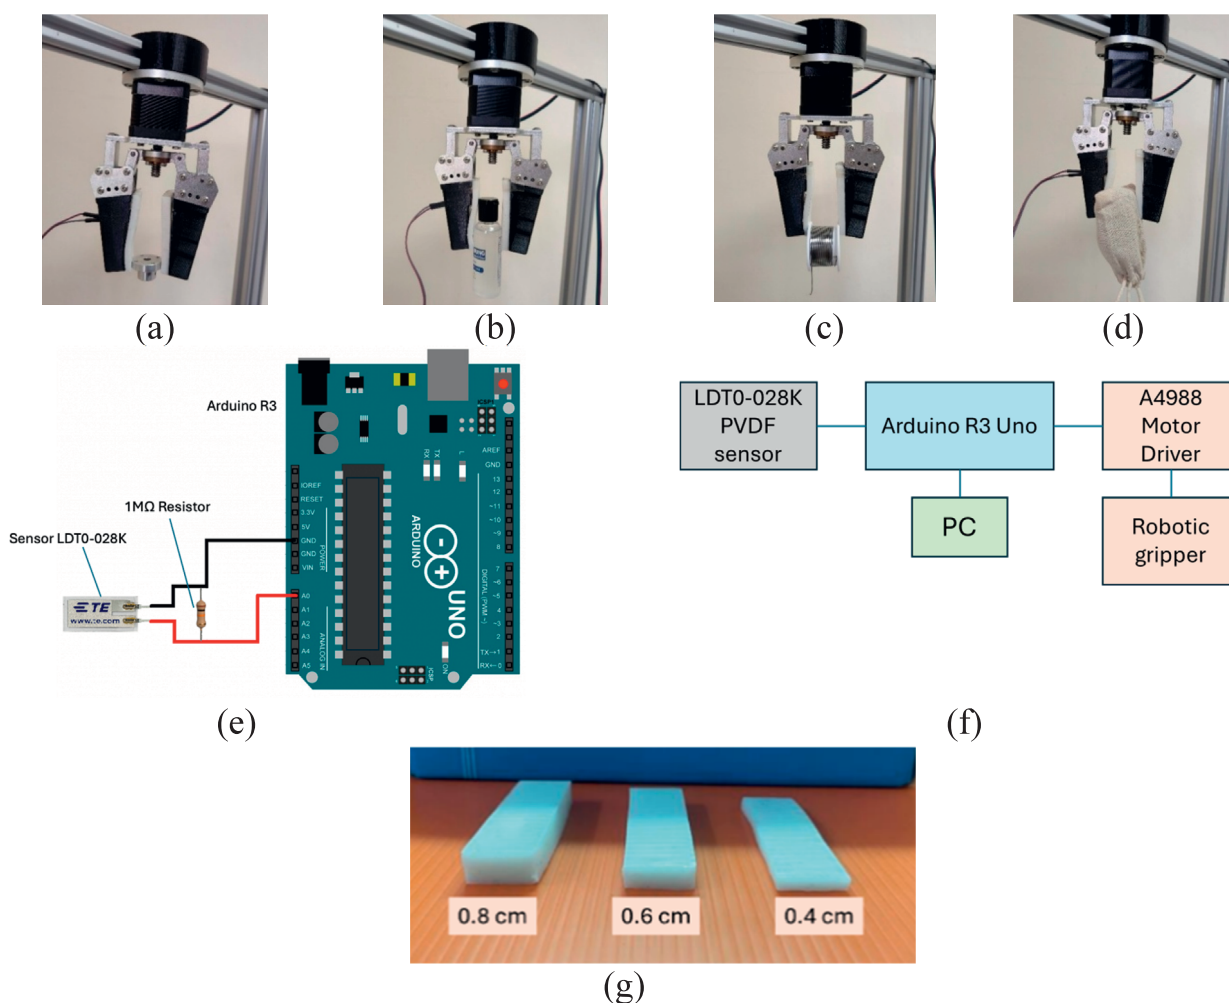 (a)
(b)
(c)
(d)
Arduino R3
1MΩ Resistor
Sensor LDT0-028K
TE
www.te.com
IOREF
RESET
3.3V
5V
GND
GND
VIN
POWER
A0
A1
A2
A3
A4
A5
ANALOG IN
RX
TX
L
ICSP2
AREF
GND
13
12
~11
~10
~9
8
7
~6
~5
4
~3
2
TX→1
RX←0
DIGITAL (PWM ~)
ARDUINO
UNO
ON
ICSP
LDT0-028K
PVDF
sensor
Arduino R3 Uno
A4988
Motor
Driver
PC
Robotic
gripper
(e)
(f)
0.8 cm
0.6 cm
0.4 cm
(g)